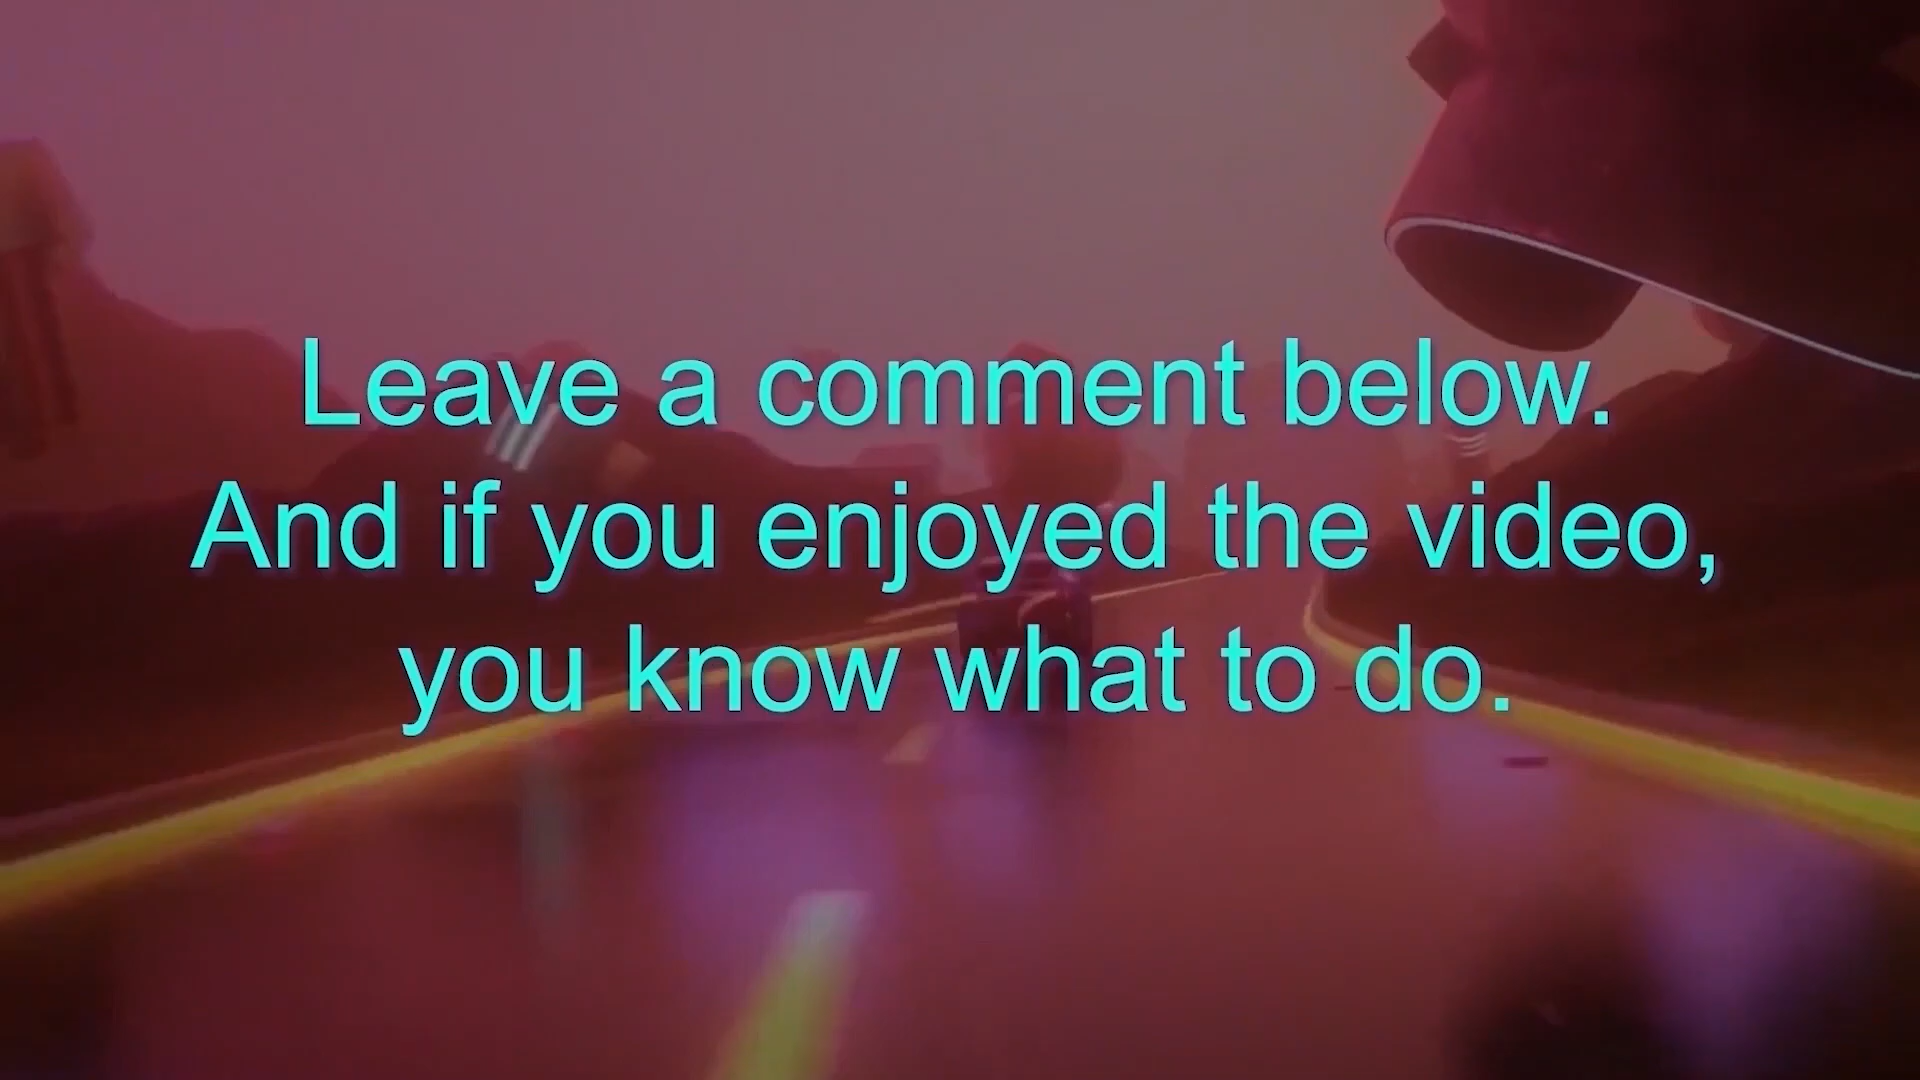 Leave a comment below.
And if you enjoyed the video,
you know what to do.